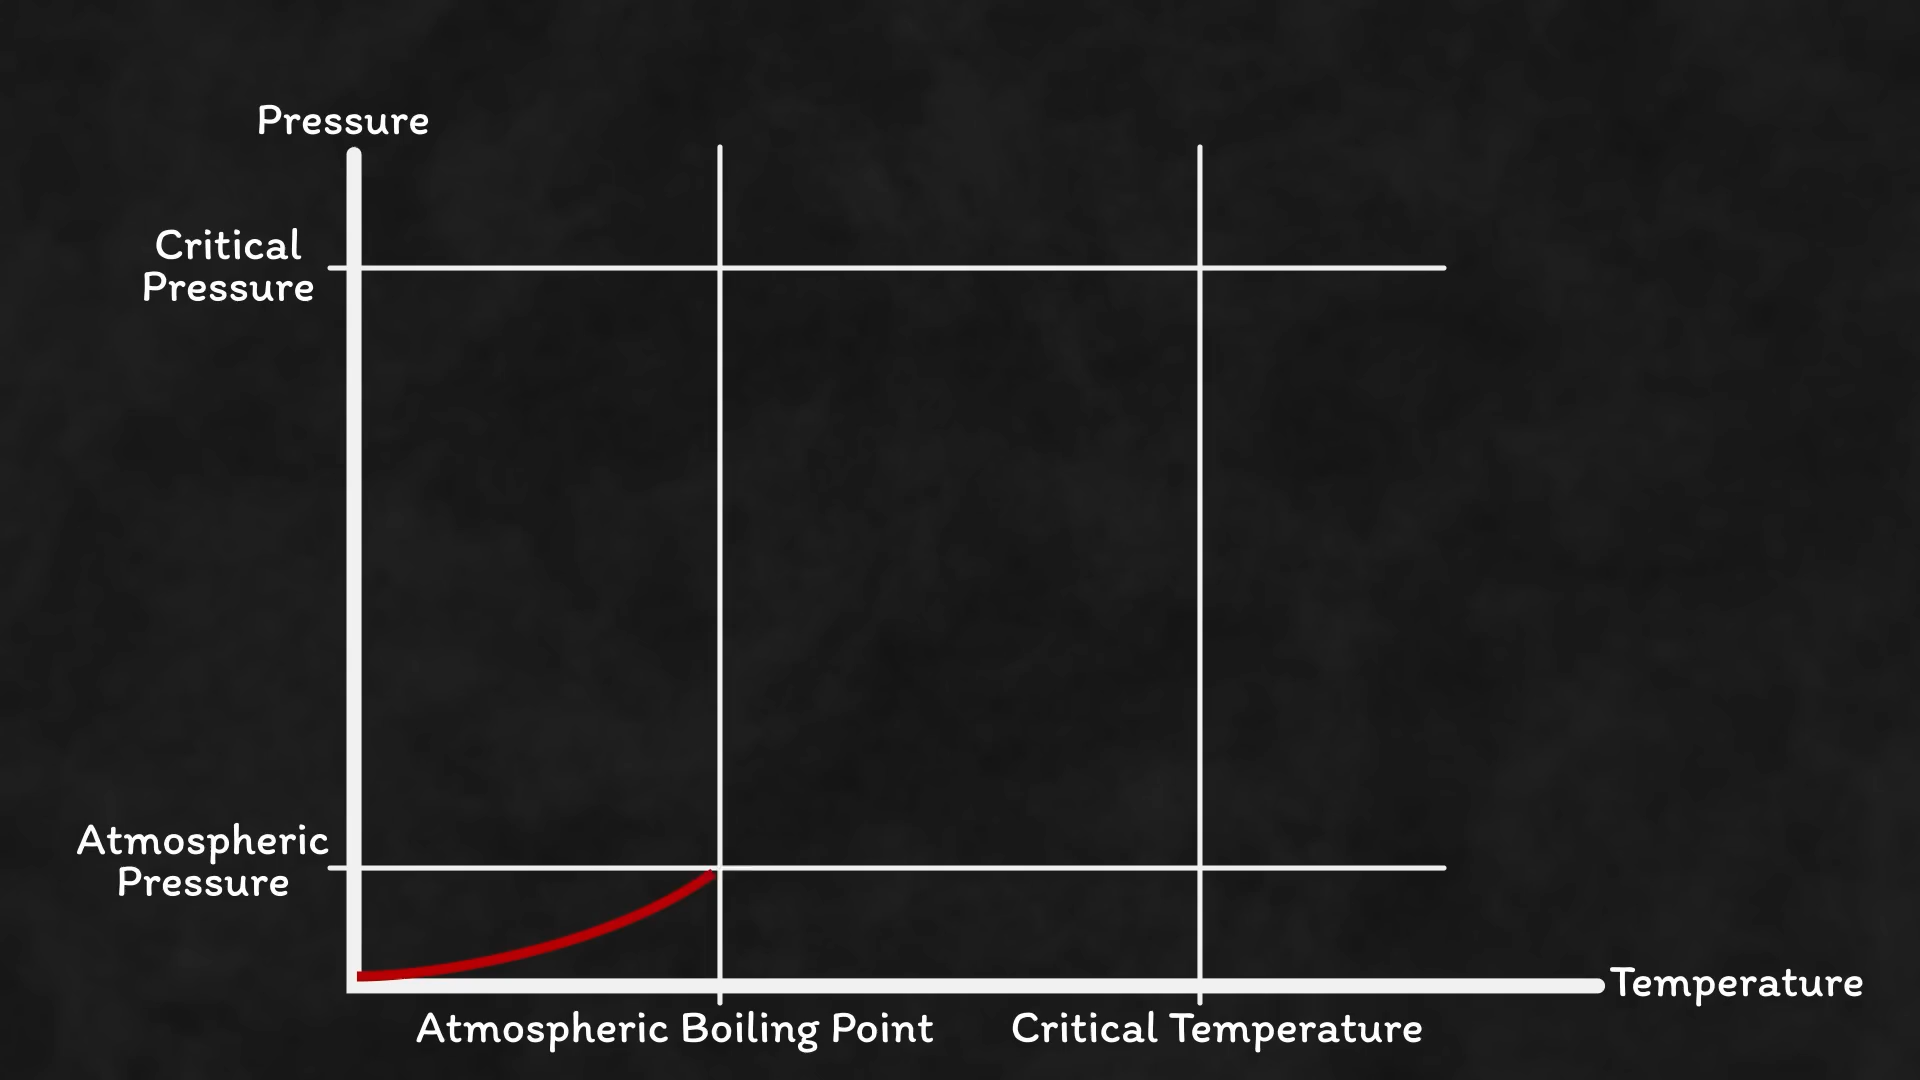 Pressure
Critical
Pressure
Atmospheric
Pressure
Temperature
Atmospheric Boiling Point
Critical Temperature